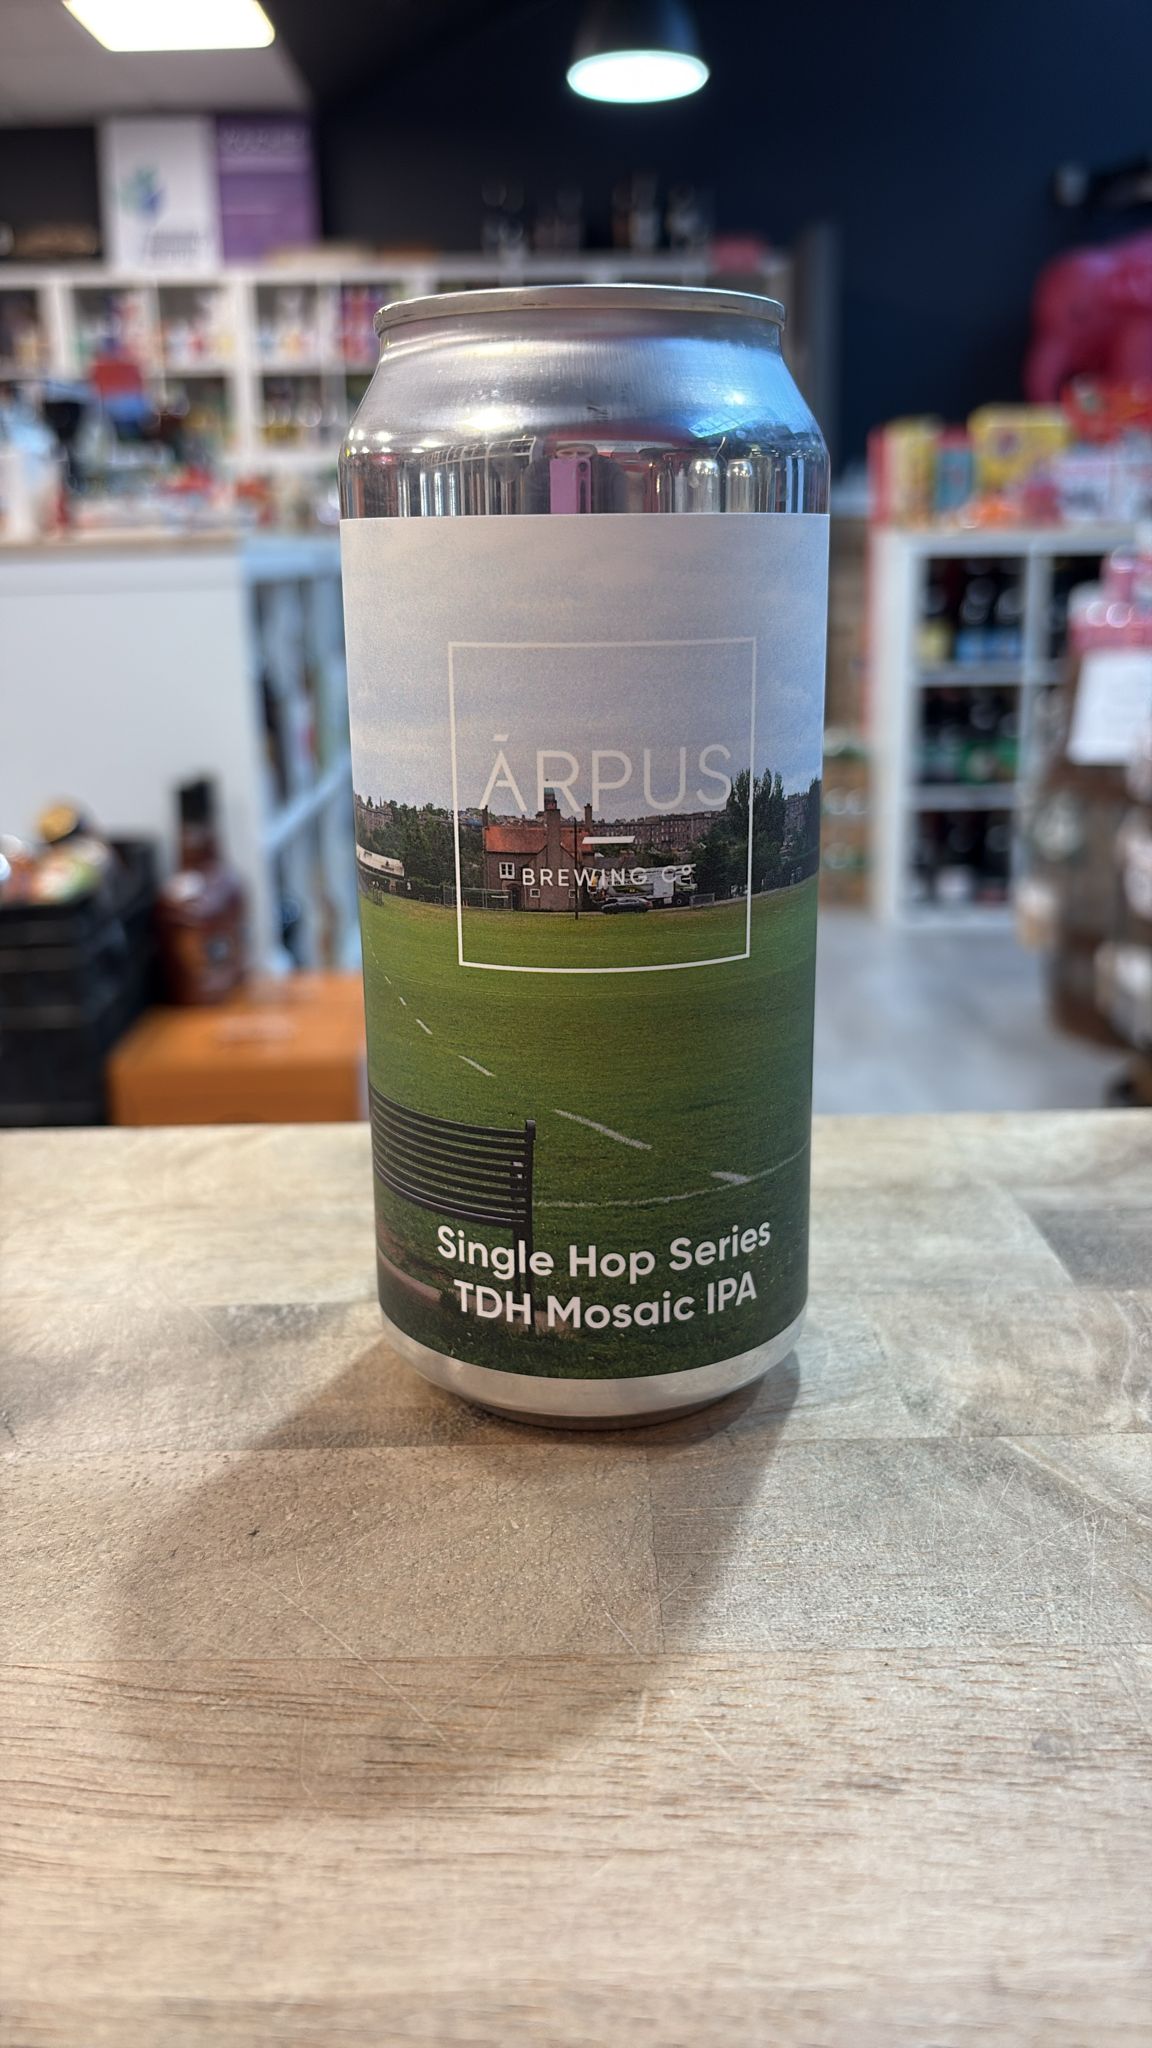 ĀRPUS
BREWING Cº
Single Hop Series
TDH Mosaic IPA